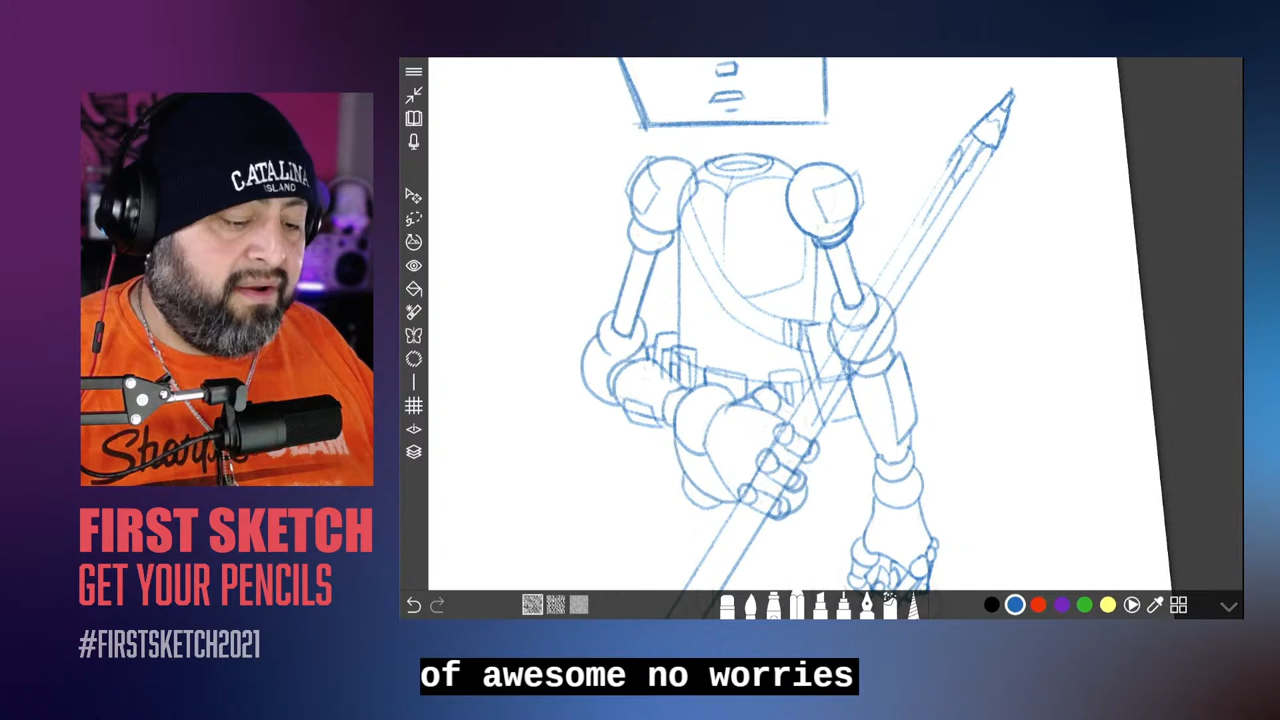 CATALINA
ISLAND
FIRST SKETCH
GET YOUR PENCILS
#FIRSTSKETCH2021
of awesome no worries